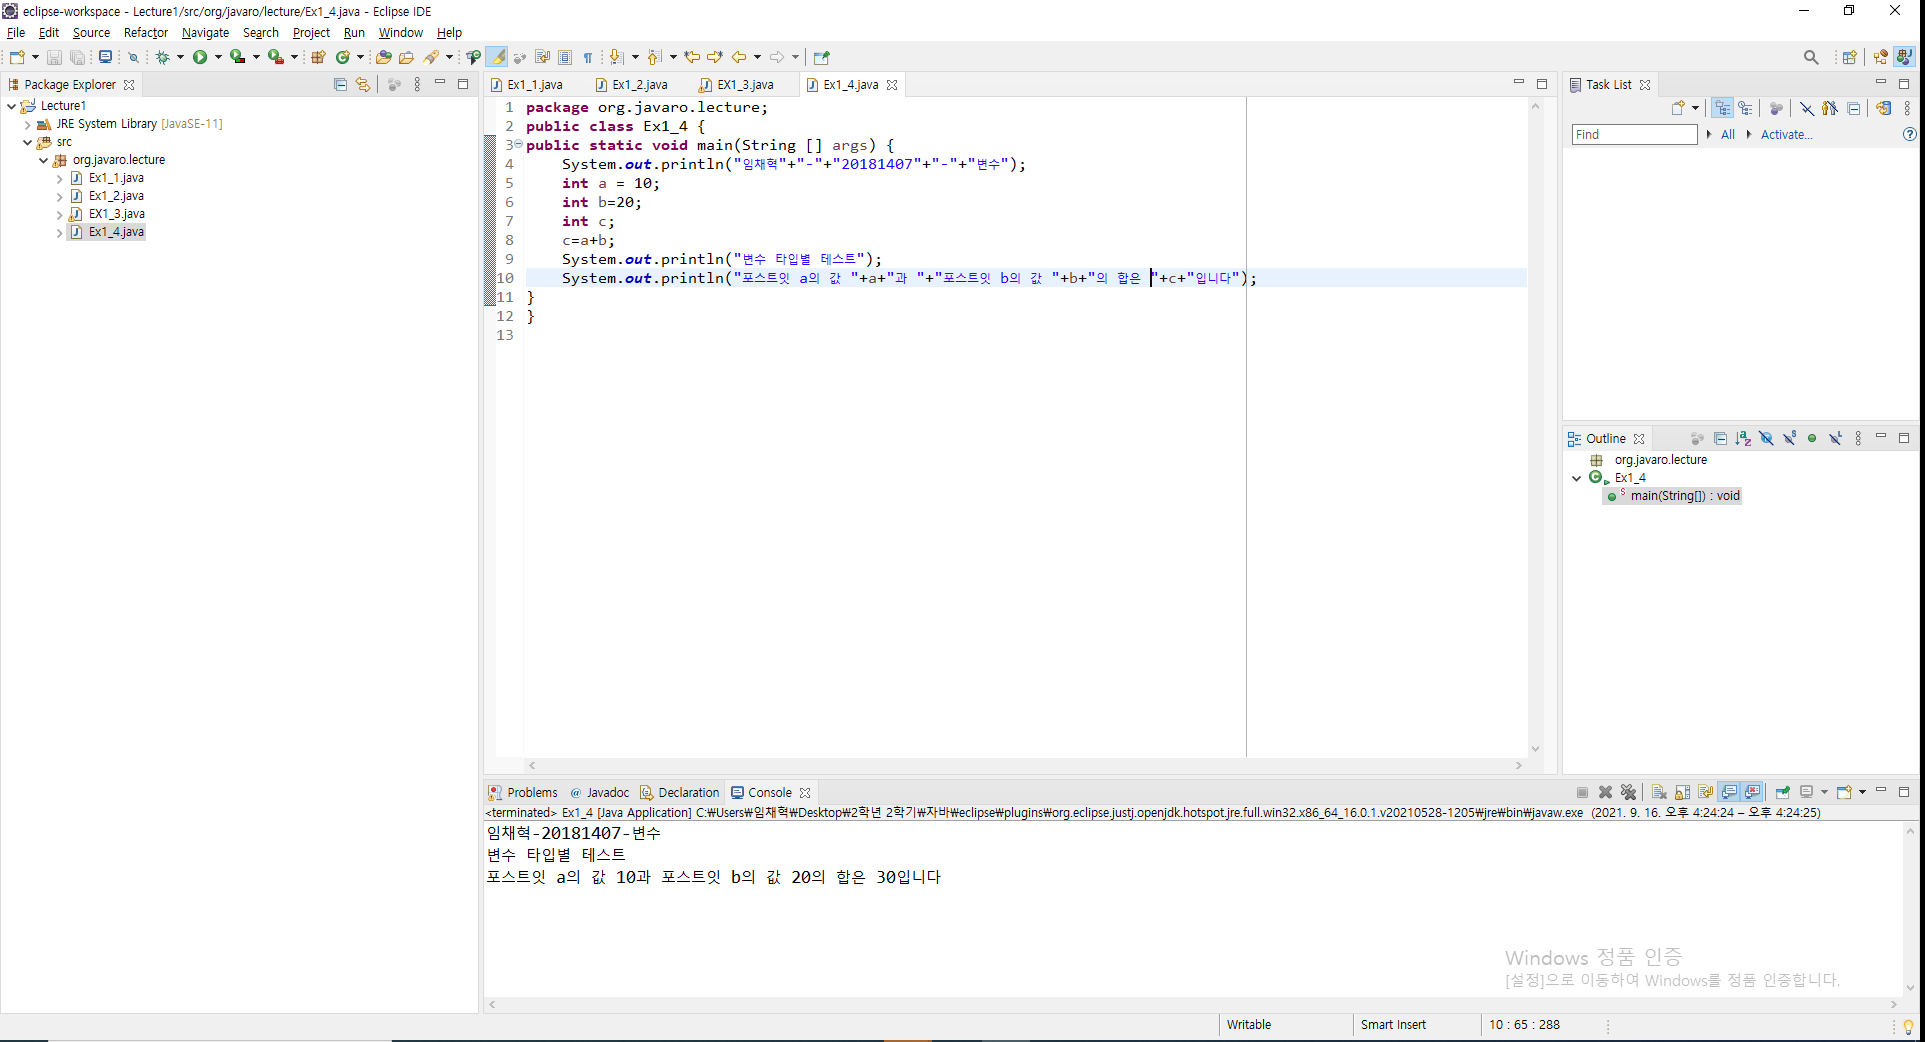 eclipse-workspace - Lecture1/src/org/javaro/lecture/Ex1_4.java - Eclipse IDE
File Edit Source Refactor Navigate Search Project Run Window Help
Package Explorer
Lecture1
JRE System Library [JavaSE-11]
src
org.javaro.lecture
Ex1_1.java
Ex1_2.java
EX1_3.java
Ex1_4.java
Ex1_1.java Ex1_2.java EX1_3.java Ex1_4.java
1 package org.javaro.lecture;
2 public class Ex1_4 {
3 public static void main(String [] args) {
4 System.out.println("임채혁"+"-"+"20181407"+"-"+"변수");
5 int a = 10;
6 int b=20;
7 int c;
8 c=a+b;
9 System.out.println("변수 타입별 테스트");
10 System.out.println("포스트잇 a의 값 "+a+"과 "+"포스트잇 b의 값 "+b+"의 합은 "+c+"입니다");
11 }
12 }
13
Task List
Find All Activate...
Outline
org.javaro.lecture
Ex1_4
main(String[]) : void
Problems Javadoc Declaration Console
<terminated> Ex1_4 [Java Application] C:₩Users₩임채혁₩Desktop₩2학년 2학기₩자바₩eclipse₩plugins₩org.eclipse.justj.openjdk.hotspot.jre.full.win32.x86_64_16.0.1.v20210528-1205₩jre₩bin₩javaw.exe (2021. 9. 16. 오후 4:24:24 – 오후 4:24:25)
임채혁-20181407-변수
변수 타입별 테스트
포스트잇 a의 값 10과 포스트잇 b의 값 20의 합은 30입니다
Windows 정품 인증
[설정]으로 이동하여 Windows를 정품 인증합니다.
Writable Smart Insert 10 : 65 : 288